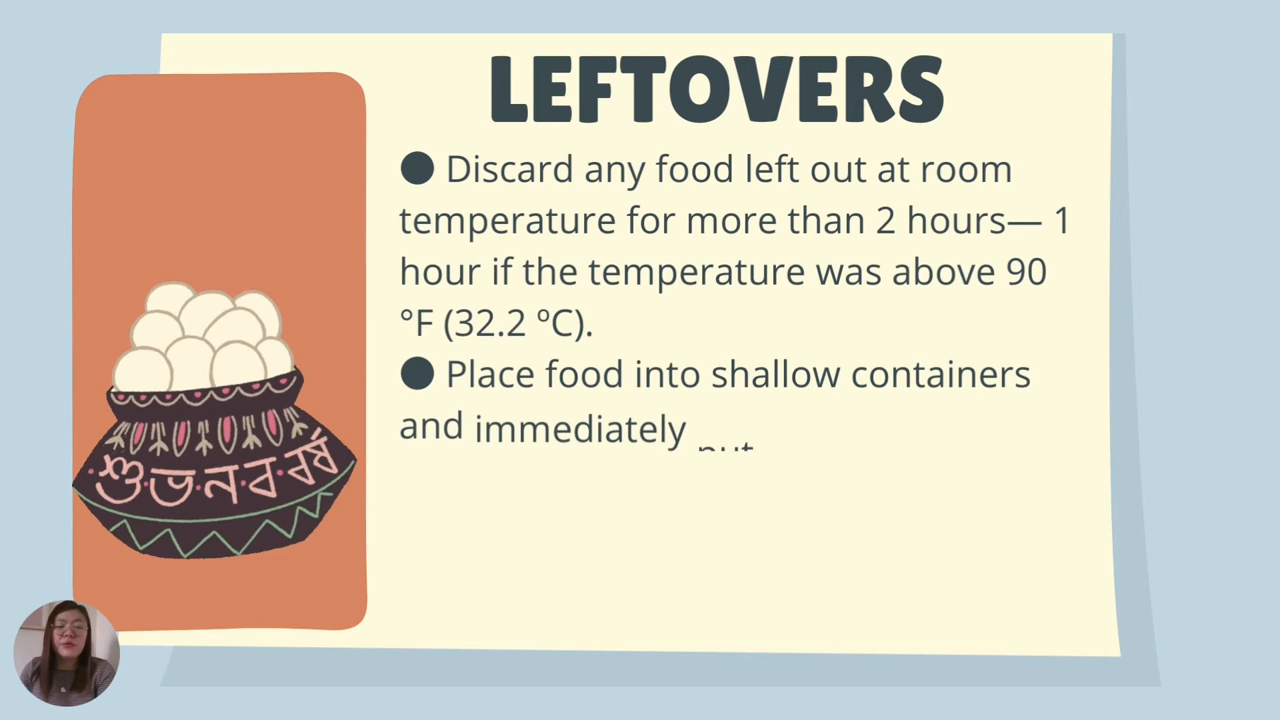 LEFTOVERS
● Discard any food left out at room
temperature for more than 2 hours— 1
hour if the temperature was above 90
°F (32.2 ºC).
● Place food into shallow containers
and immediately
শুভনববর্ষ